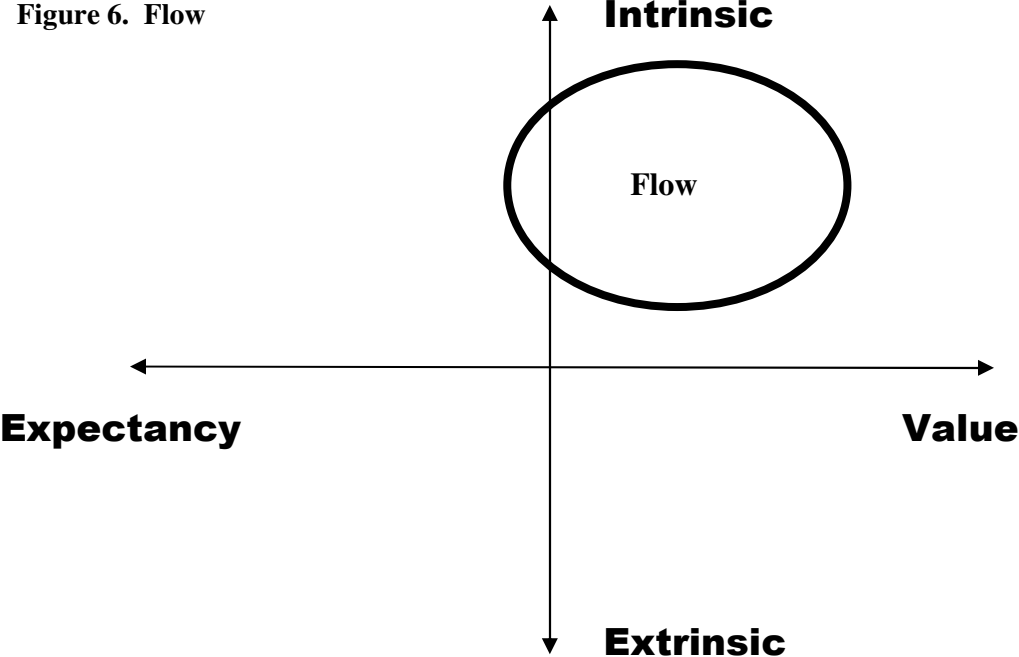 Figure 6. Flow
Intrinsic
Flow
Expectancy
Value
Extrinsic